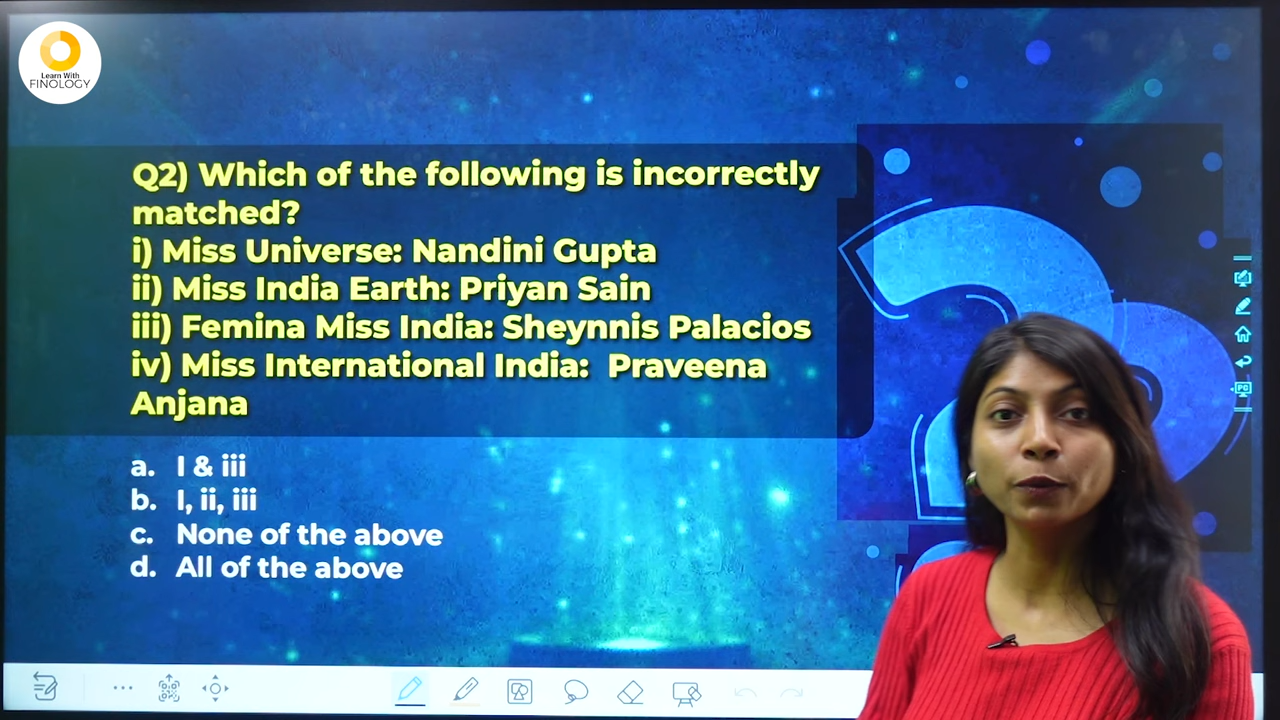 Learn With
FINOLOGY
Q2) Which of the following is incorrectly
matched?
i) Miss Universe: Nandini Gupta
ii) Miss India Earth: Priyan Sain
iii) Femina Miss India: Sheynnis Palacios
iv) Miss International India: Praveena
Anjana
a. I & iii
b. I, ii, iii
c. None of the above
d. All of the above
PG